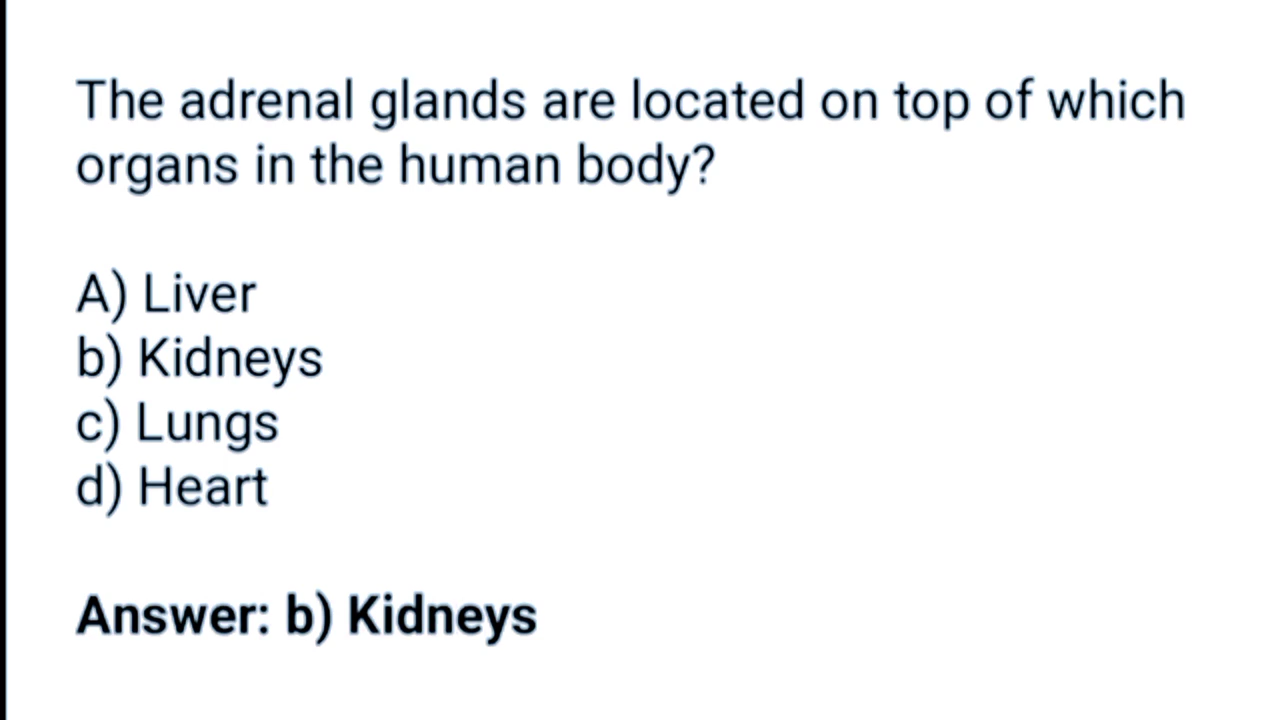 The adrenal glands are located on top of which
organs in the human body?
A) Liver
b) Kidneys
c) Lungs
d) Heart
Answer: b) Kidneys